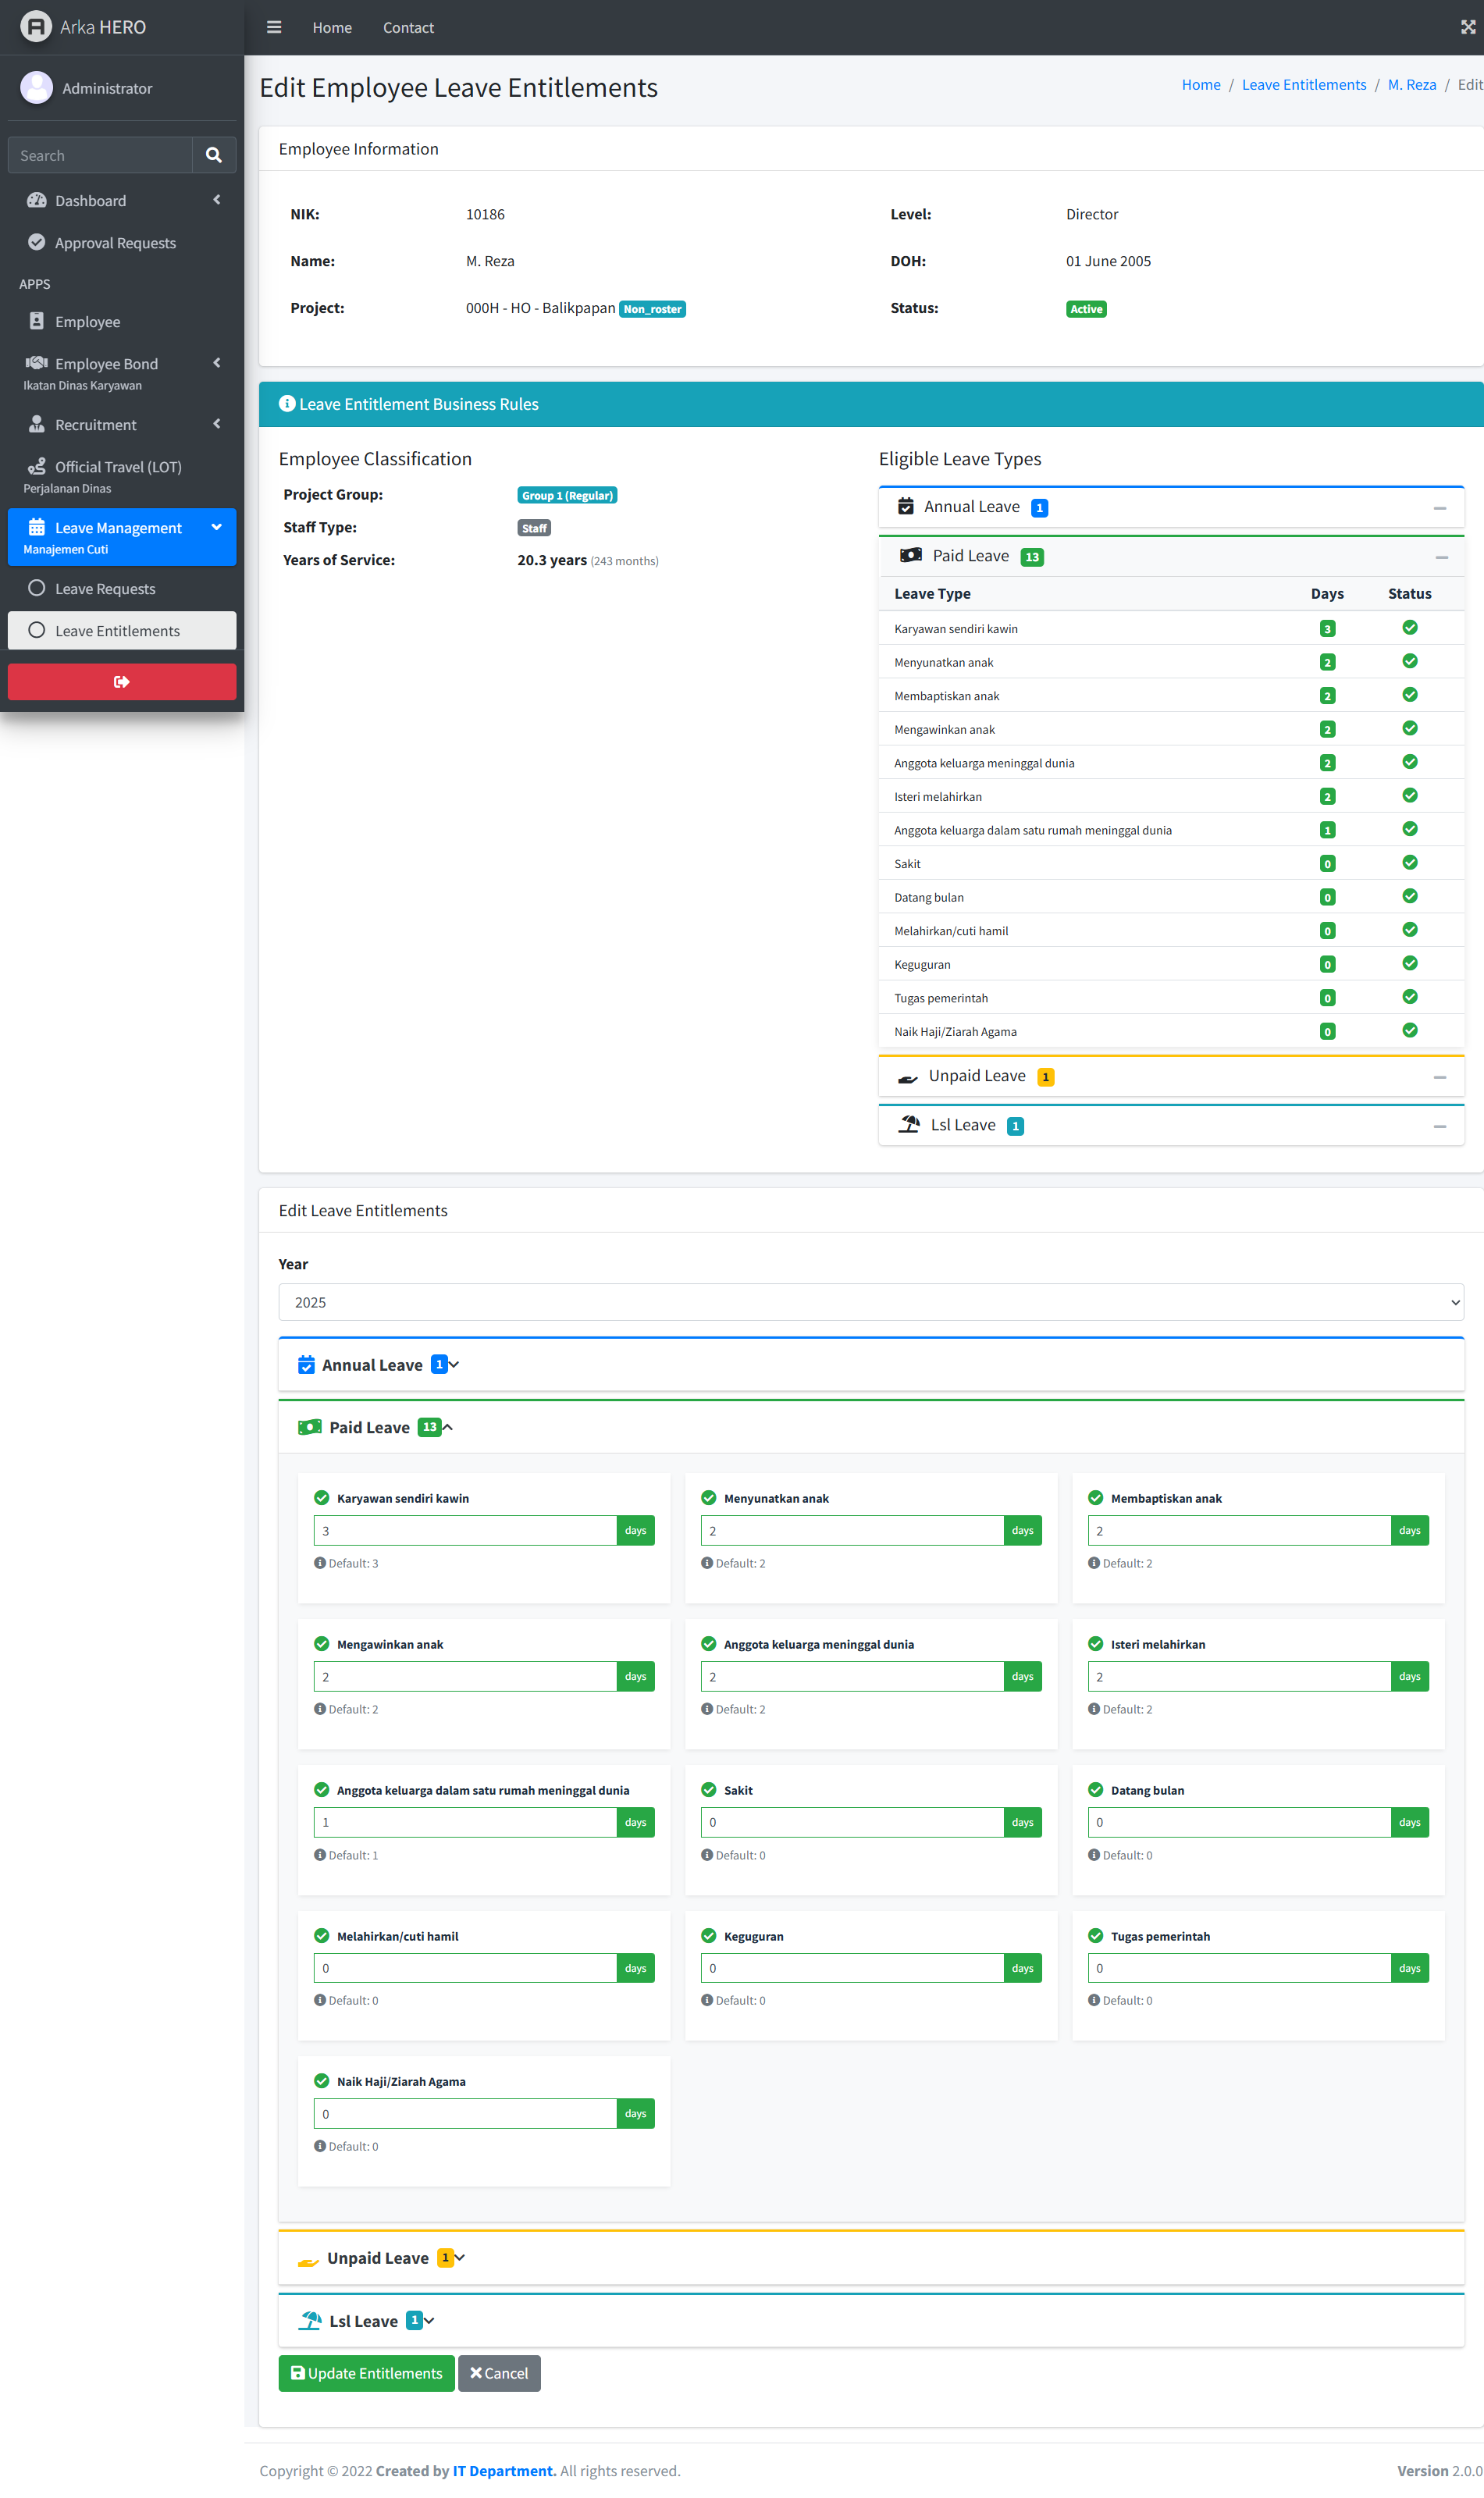 Arka HERO
Home
Contact
Administrator
Search
Dashboard
Approval Requests
APPS
Employee
Employee Bond
Ikatan Dinas Karyawan
Recruitment
Official Travel (LOT)
Perjalanan Dinas
Leave Management
Manajemen Cuti
Leave Requests
Leave Entitlements
Edit Employee Leave Entitlements
Home / Leave Entitlements / M. Reza / Edit
Employee Information
NIK: 10186
Level: Director
Name: M. Reza
DOH: 01 June 2005
Project: 000H - HO - Balikpapan Non_roster
Status: Active
Leave Entitlement Business Rules
Employee Classification
Project Group: Group 1 (Regular)
Staff Type: Staff
Years of Service: 20.3 years (243 months)
Eligible Leave Types
Annual Leave 1
Paid Leave 13
Leave Type Days Status
Karyawan sendiri kawin 3
Menyunatkan anak 2
Membaptiskan anak 2
Mengawinkan anak 2
Anggota keluarga meninggal dunia 2
Isteri melahirkan 2
Anggota keluarga dalam satu rumah meninggal dunia 1
Sakit 0
Datang bulan 0
Melahirkan/cuti hamil 0
Keguguran 0
Tugas pemerintah 0
Naik Haji/Ziarah Agama 0
Unpaid Leave 1
Lsl Leave 1
Edit Leave Entitlements
Year
2025
Annual Leave 1
Paid Leave 13
Karyawan sendiri kawin
3 days
Default: 3
Menyunatkan anak
2 days
Default: 2
Membaptiskan anak
2 days
Default: 2
Mengawinkan anak
2 days
Default: 2
Anggota keluarga meninggal dunia
2 days
Default: 2
Isteri melahirkan
2 days
Default: 2
Anggota keluarga dalam satu rumah meninggal dunia
1 days
Default: 1
Sakit
0 days
Default: 0
Datang bulan
0 days
Default: 0
Melahirkan/cuti hamil
0 days
Default: 0
Keguguran
0 days
Default: 0
Tugas pemerintah
0 days
Default: 0
Naik Haji/Ziarah Agama
0 days
Default: 0
Unpaid Leave 1
Lsl Leave 1
Update Entitlements
Cancel
Copyright © 2022 Created by IT Department. All rights reserved.
Version 2.0.0